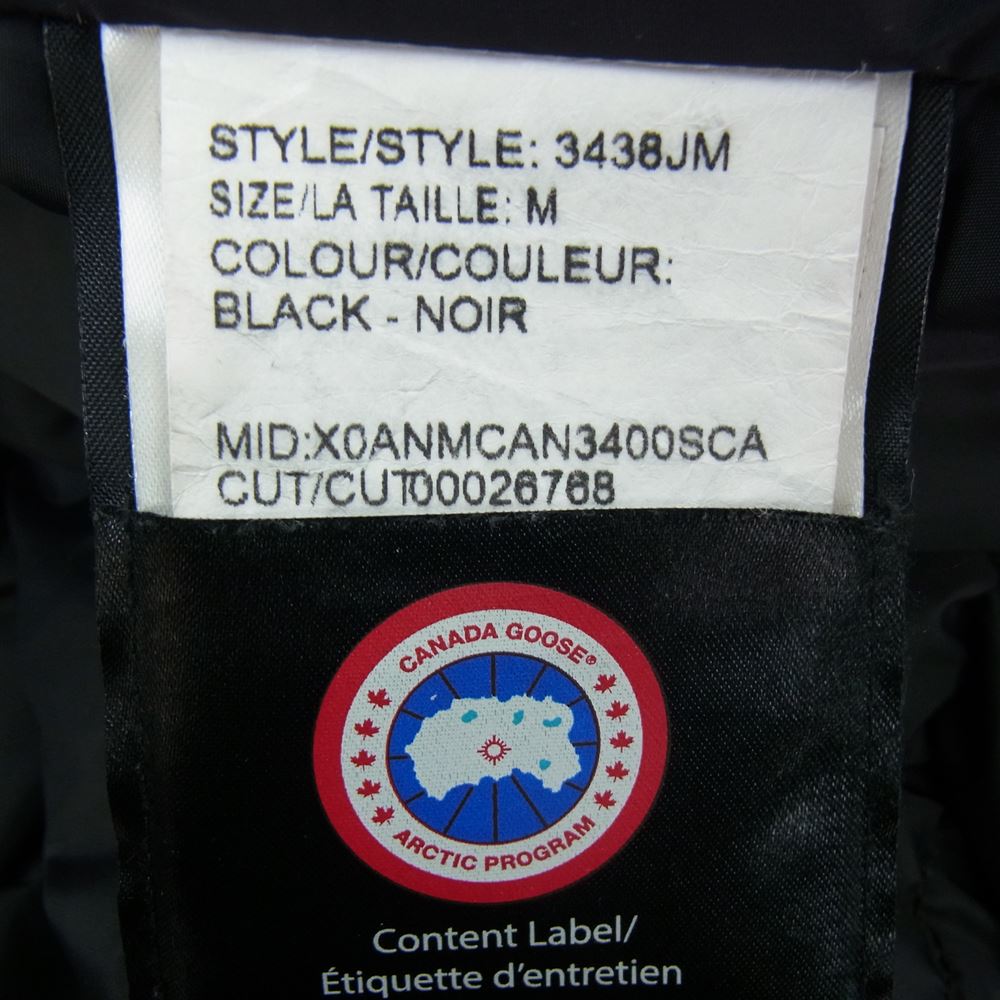 STYLE/STYLE: 3438JM
SIZE/LA TAILLE: M
COLOUR/COULEUR:
BLACK - NOIR
MID:X0ANMCAN3400SCA
CUT/CUT00026768
CANADA GOOSE®
ARCTIC PROGRAM
Content Label/
Étiquette d'entretien